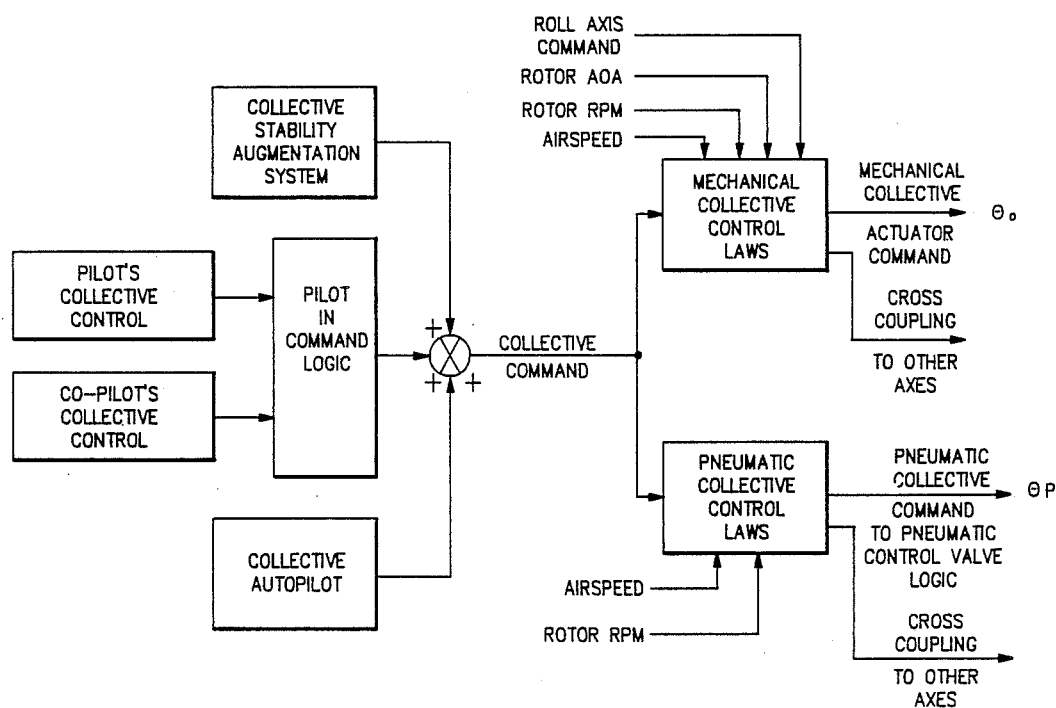 COLLECTIVE
STABILITY
AUGMENTATION
SYSTEM
PILOT'S
COLLECTIVE
CONTROL
CO-PILOT'S
COLLECTIVE
CONTROL
PILOT
IN
COMMAND
LOGIC
COLLECTIVE
AUTOPILOT
+
+
+
COLLECTIVE
COMMAND
ROLL AXIS
COMMAND
ROTOR AOA
ROTOR RPM
AIRSPEED
MECHANICAL
COLLECTIVE
CONTROL
LAWS
MECHANICAL
COLLECTIVE
ACTUATOR
COMMAND
Θo
CROSS
COUPLING
TO OTHER
AXES
PNEUMATIC
COLLECTIVE
CONTROL
LAWS
AIRSPEED
ROTOR RPM
PNEUMATIC
COLLECTIVE
COMMAND
TO PNEUMATIC
CONTROL VALVE
LOGIC
ΘP
CROSS
COUPLING
TO OTHER
AXES